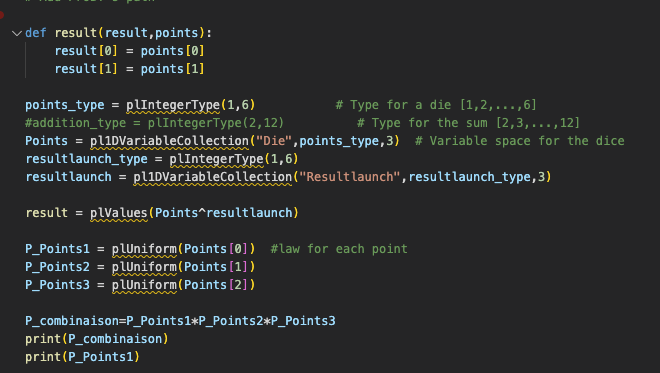 def result(result,points):
    result[0] = points[0]
    result[1] = points[1]
points_type = plIntegerType(1,6)           # Type for a die [1,2,...,6]
#addition_type = plIntegerType(2,12)          # Type for the sum [2,3,...,12]
Points = pl1DVariableCollection("Die",points_type,3)  # Variable space for the dice
resultlaunch_type = plIntegerType(1,6)
resultlaunch = pl1DVariableCollection("Resultlaunch",resultlaunch_type,3)
result = plValues(Points^resultlaunch)
P_Points1 = plUniform(Points[0])  #law for each point
P_Points2 = plUniform(Points[1])
P_Points3 = plUniform(Points[2])
P_combinaison=P_Points1*P_Points2*P_Points3
print(P_combinaison)
print(P_Points1)